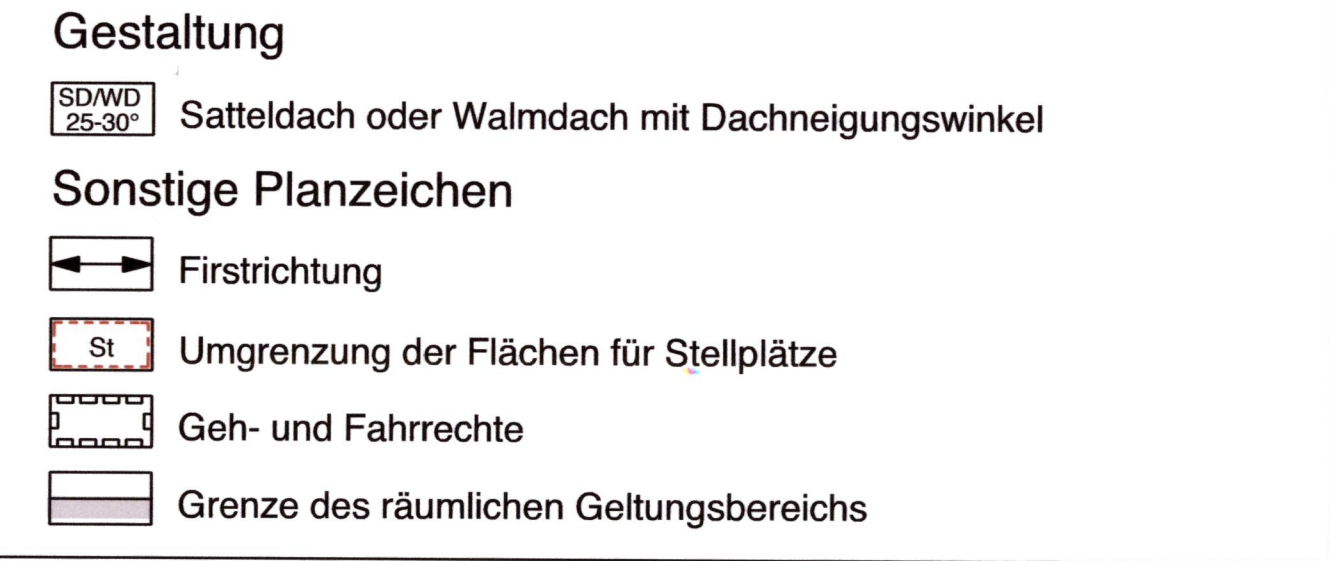 Gestaltung
SD/WD
25-30°
Satteldach oder Walmdach mit Dachneigungswinkel
Sonstige Planzeichen
Firstrichtung
St
Umgrenzung der Flächen für Stellplätze
Geh- und Fahrrechte
Grenze des räumlichen Geltungsbereichs